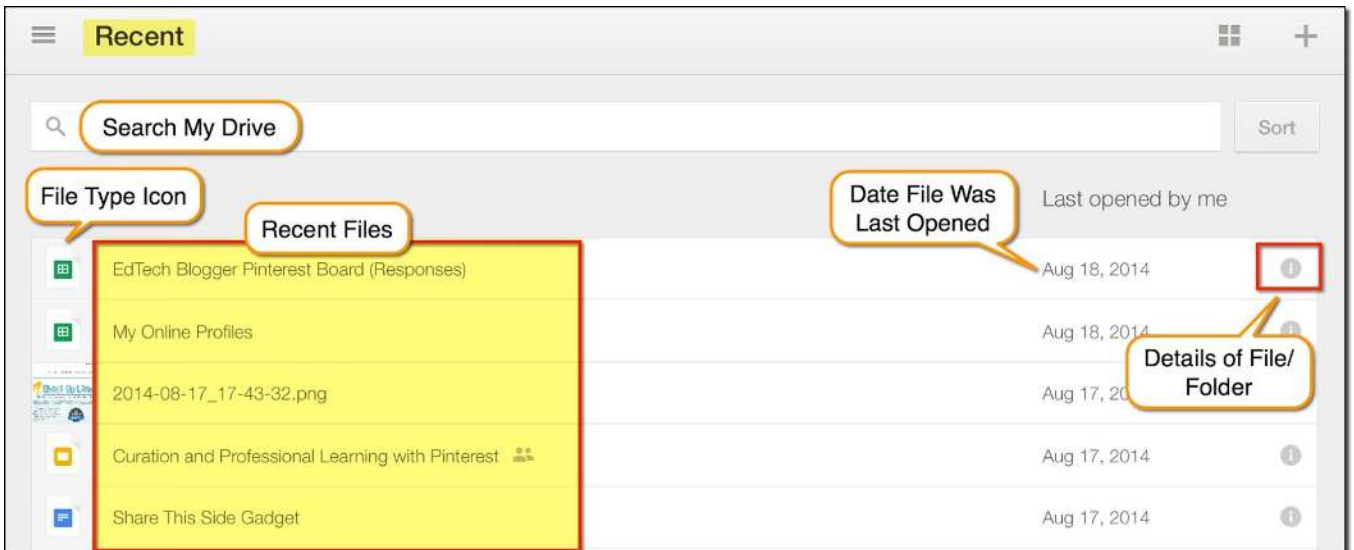 Recent
Search My Drive
Sort
File Type Icon
Recent Files
Date File Was
Last Opened
Last opened by me
EdTech Blogger Pinterest Board (Responses)
Aug 18, 2014
My Online Profiles
Aug 18, 2014
Details of File/
Folder
2014-08-17_17-43-32.png
Aug 17, 20
Curation and Professional Learning with Pinterest
Aug 17, 2014
Share This Side Gadget
Aug 17, 2014